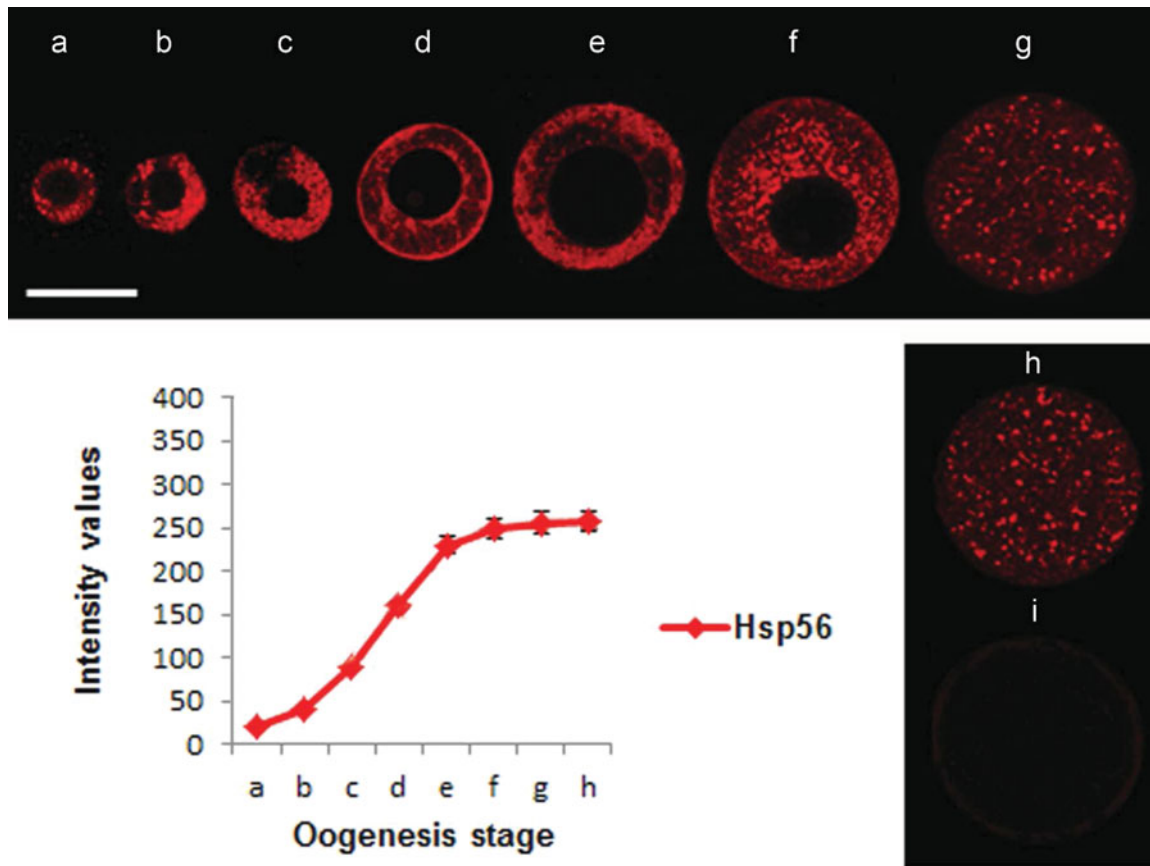 a b c d e f g
h
i
Intensity values
400
350
300
250
200
150
100
50
0
a b c d e f g h
Oogenesis stage
Hsp56